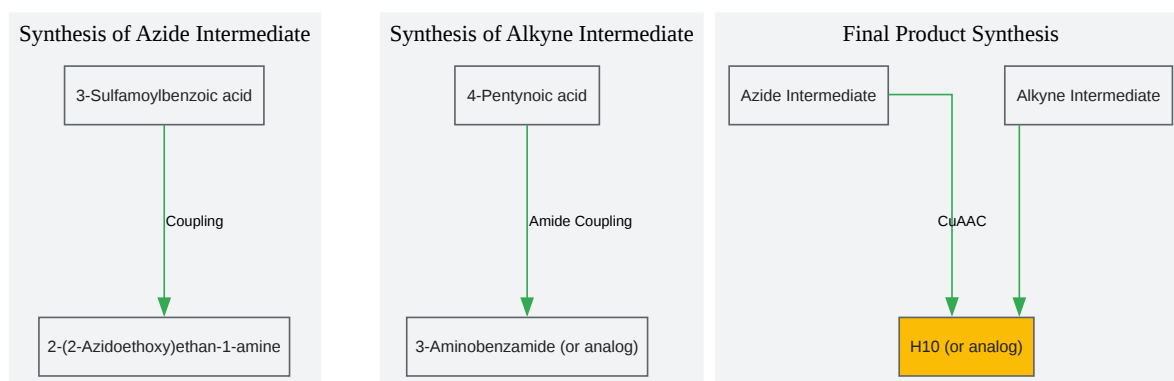 Synthesis of Azide Intermediate
3-Sulfamoylbenzoic acid
Coupling
2-(2-Azidoethoxy)ethan-1-amine
Synthesis of Alkyne Intermediate
4-Pentynoic acid
Amide Coupling
3-Aminobenzamide (or analog)
Final Product Synthesis
Azide Intermediate
Alkyne Intermediate
CuAAC
H10 (or analog)